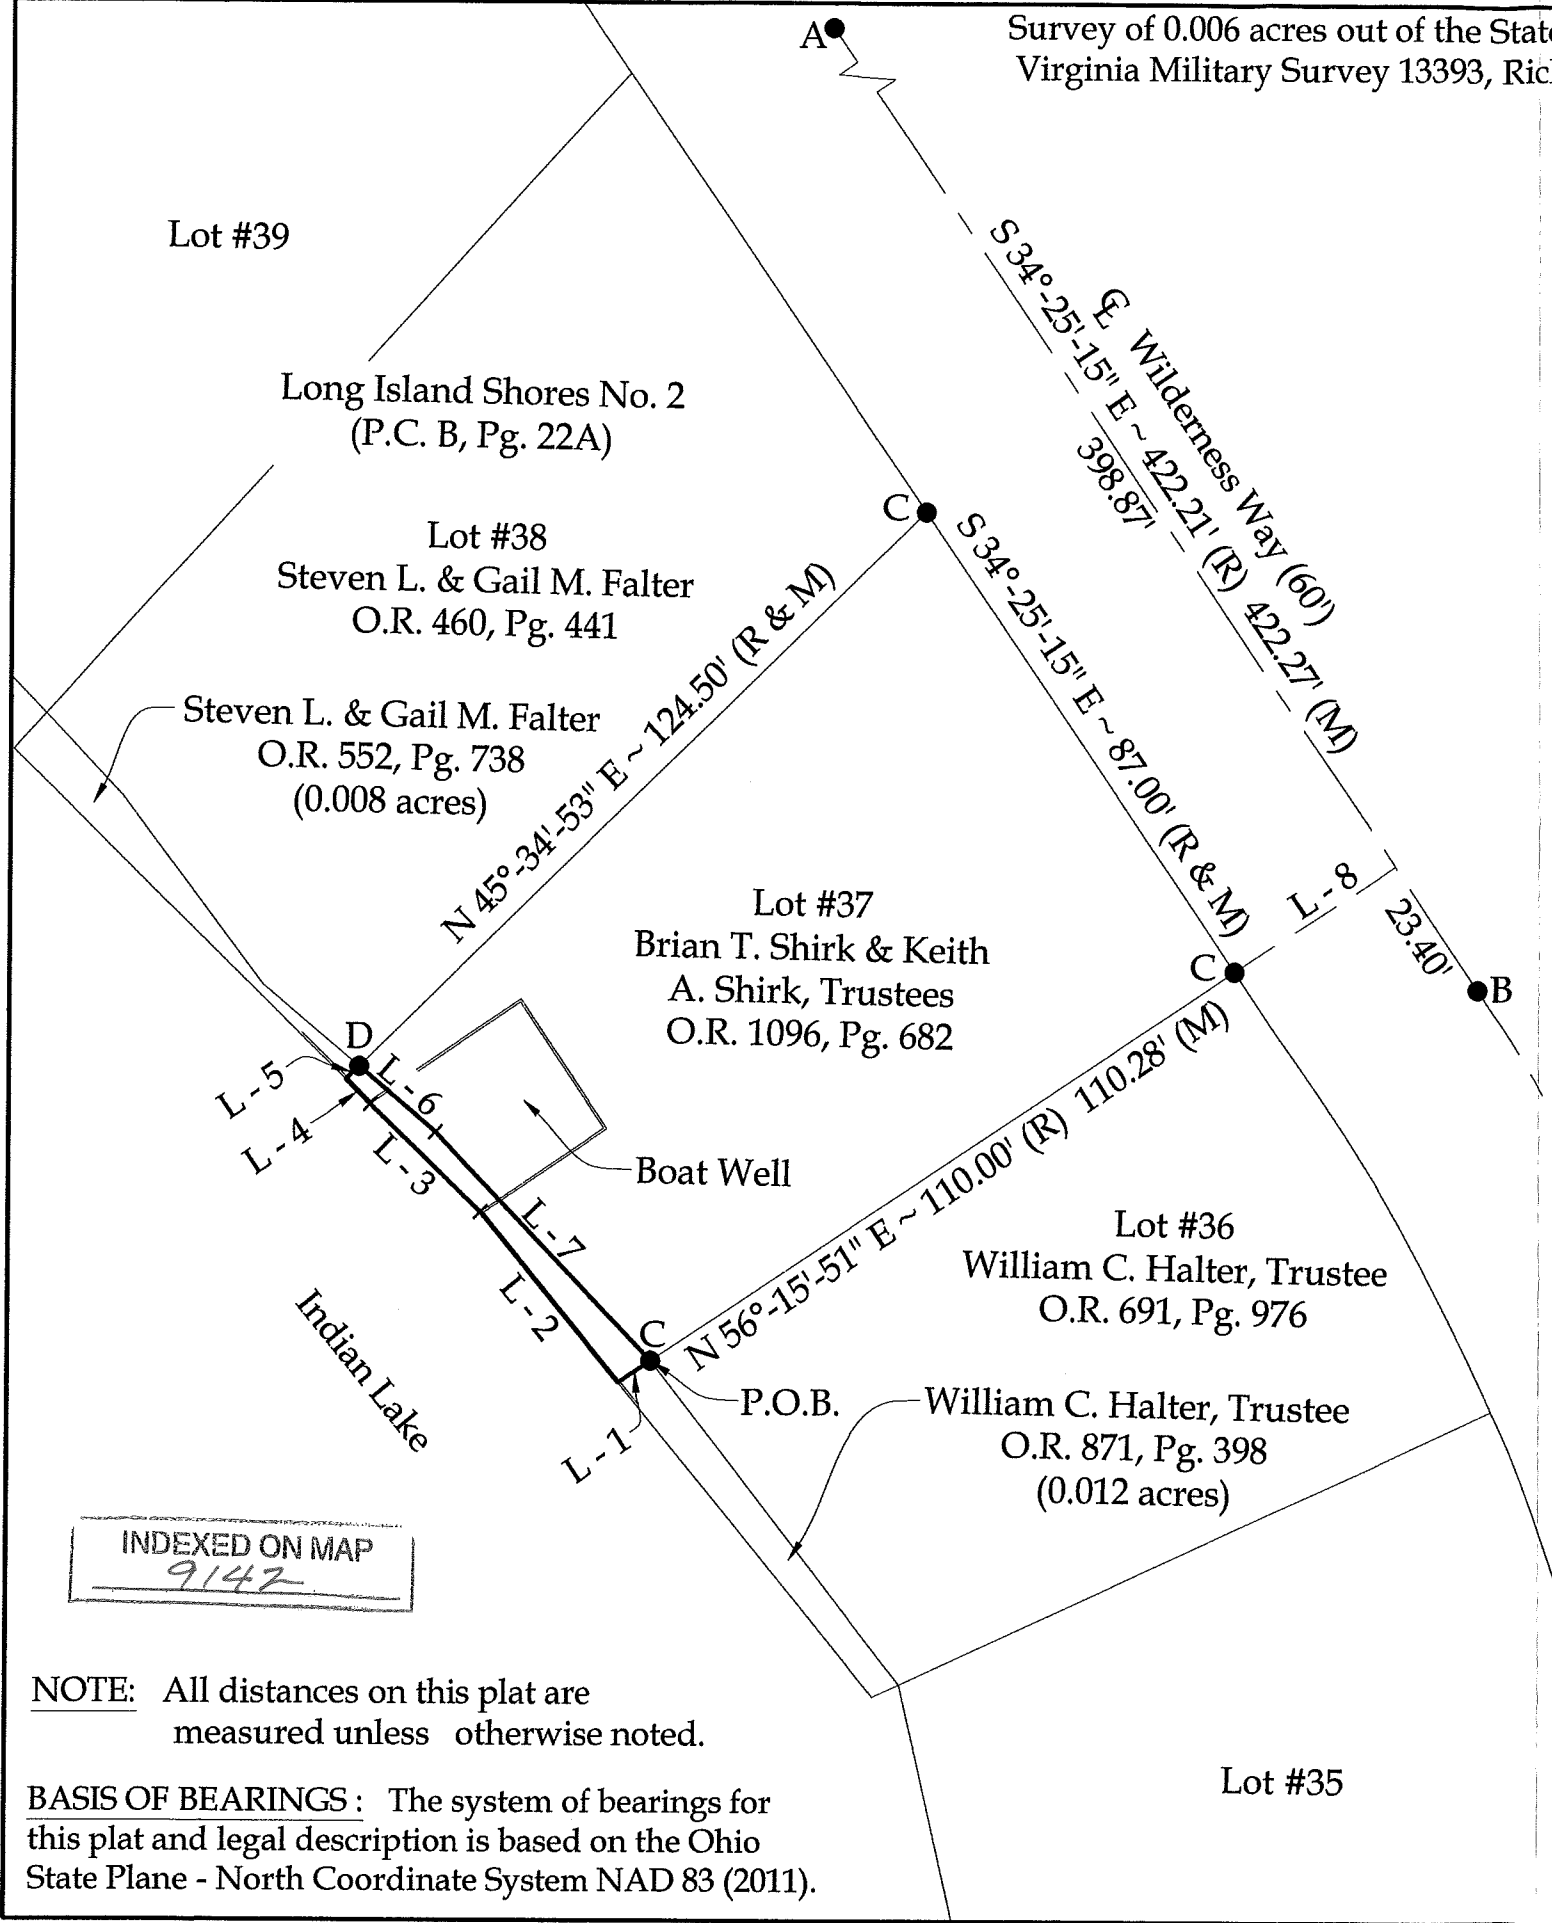 Survey of 0.006 acres out of the State
Virginia Military Survey 13393, Ric
A
Lot #39
S 34°-25'-15" E ~ 422.21' (R) 422.27' (M)
℄ Wilderness Way (60')
398.87'
Long Island Shores No. 2
(P.C. B, Pg. 22A)
C
S 34°-25'-15" E ~ 87.00' (R & M)
Lot #38
Steven L. & Gail M. Falter
O.R. 460, Pg. 441
N 45°-34'-53" E ~ 124.50' (R & M)
Steven L. & Gail M. Falter
O.R. 552, Pg. 738
(0.008 acres)
Lot #37
Brian T. Shirk & Keith
A. Shirk, Trustees
O.R. 1096, Pg. 682
L - 8
23.40'
C
B
D
L - 5
L - 6
L - 4
L - 3
Boat Well
L - 7
N 56°-15'-51" E ~ 110.00' (R) 110.28' (M)
Lot #36
William C. Halter, Trustee
O.R. 691, Pg. 976
L - 2
Indian Lake
C
P.O.B.
L - 1
William C. Halter, Trustee
O.R. 871, Pg. 398
(0.012 acres)
INDEXED ON MAP
9142
NOTE: All distances on this plat are
measured unless otherwise noted.
Lot #35
BASIS OF BEARINGS : The system of bearings for
this plat and legal description is based on the Ohio
State Plane - North Coordinate System NAD 83 (2011).